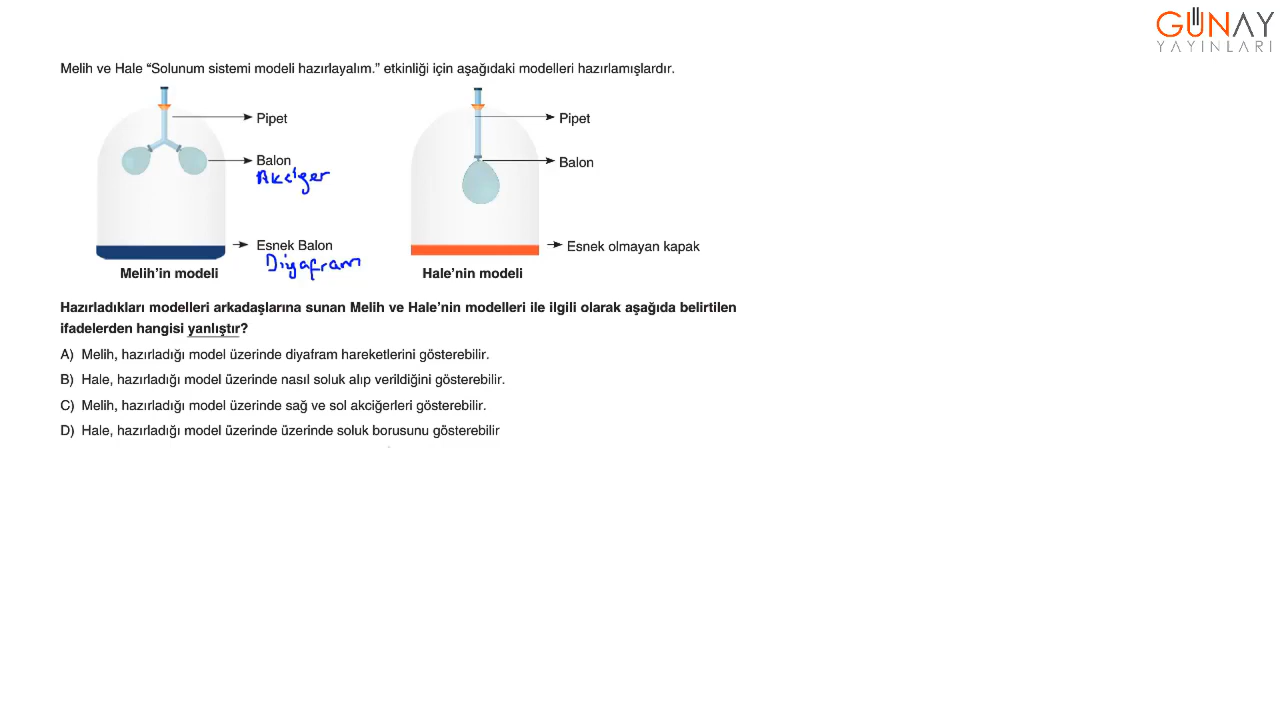 GÜNAY
YAYINLARI
Melih ve Hale “Solunum sistemi modeli hazırlayalım.” etkinliği için aşağıdaki modelleri hazırlamışlardır.
Pipet
Balon
Akciğer
Esnek Balon
Diyafram
Melih’in modeli
Pipet
Balon
Esnek olmayan kapak
Hale’nin modeli
Hazırladıkları modelleri arkadaşlarına sunan Melih ve Hale’nin modelleri ile ilgili olarak aşağıda belirtilen
ifadelerden hangisi yanlıştır?
A) Melih, hazırladığı model üzerinde diyafram hareketlerini gösterebilir.
B) Hale, hazırladığı model üzerinde nasıl soluk alıp verildiğini gösterebilir.
C) Melih, hazırladığı model üzerinde sağ ve sol akciğerleri gösterebilir.
D) Hale, hazırladığı model üzerinde üzerinde soluk borusunu gösterebilir